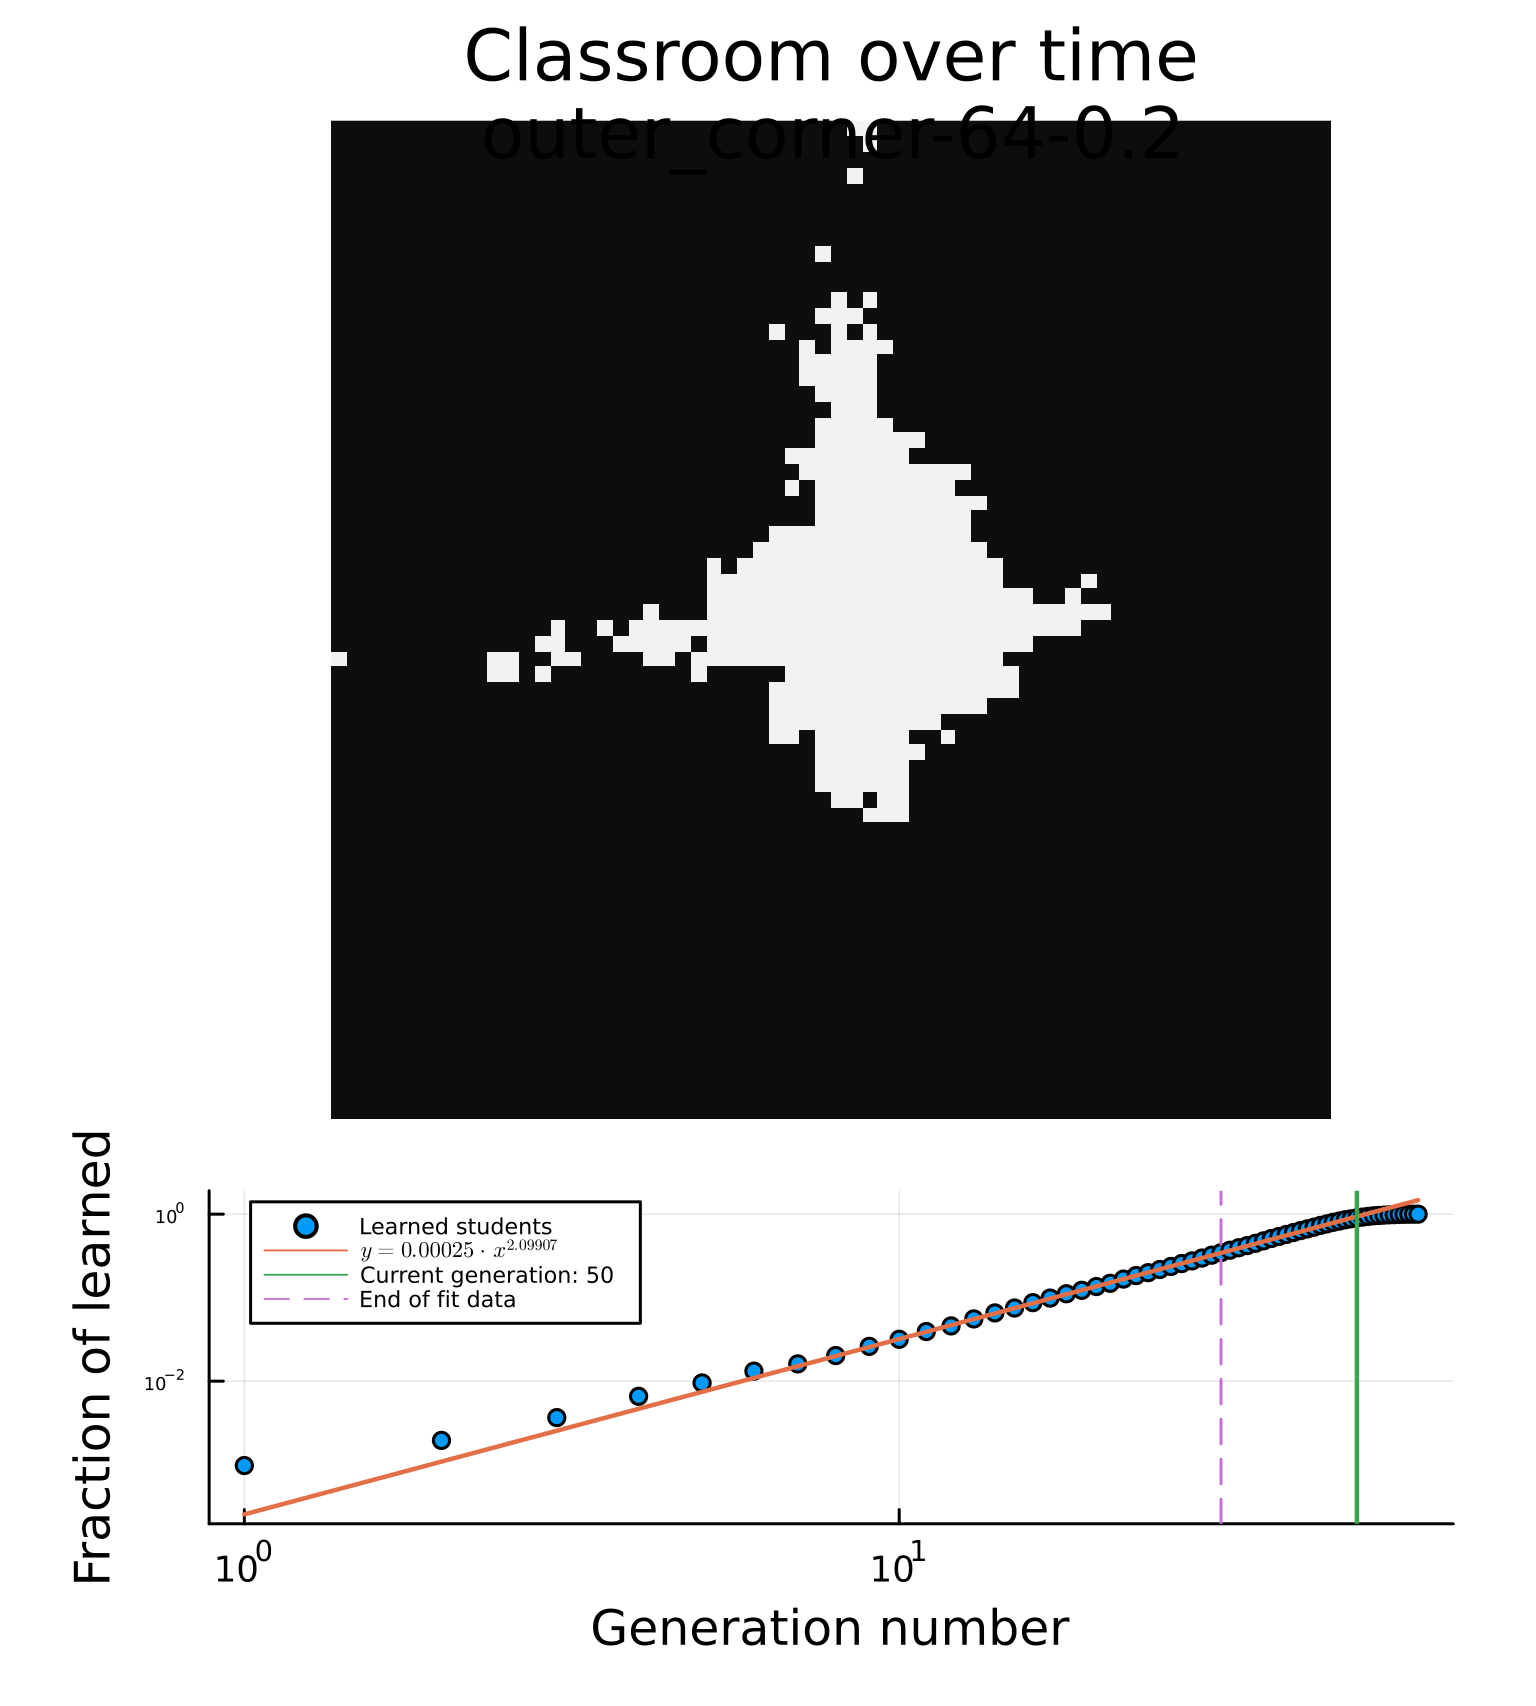 Classroom over time
outer_corner-64-0.2
Fraction of learned
10⁰
10⁻²
Learned students
y = 0.00025 · x^2.09907
Current generation: 50
End of fit data
10⁰
10¹
Generation number